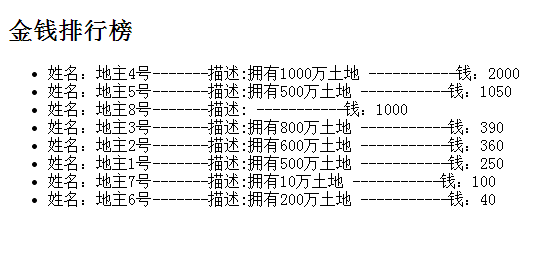 金钱排行榜
姓名：地主4号-------描述:拥有1000万土地 -----------钱：2000
姓名：地主5号-------描述:拥有500万土地 -----------钱：1050
姓名：地主8号-------描述: -----------钱：1000
姓名：地主3号-------描述:拥有800万土地 -----------钱：390
姓名：地主2号-------描述:拥有600万土地 -----------钱：360
姓名：地主1号-------描述:拥有500万土地 -----------钱：250
姓名：地主7号-------描述:拥有10万土地 -----------钱：100
姓名：地主6号-------描述:拥有200万土地 -----------钱：40